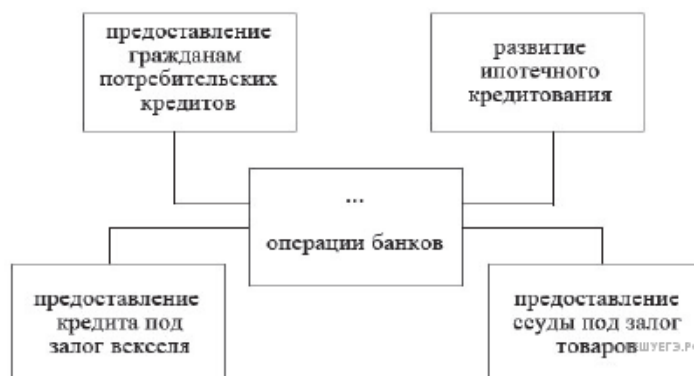 предоставление
гражданам
потребительских
кредитов
развитие
ипотечного
кредитования
...
операции банков
предоставление
кредита под
залог векселя
предоставление
ссуды под залог
товаров